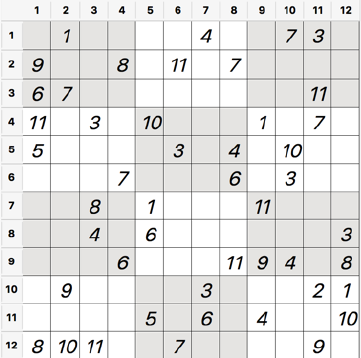 1 2 3 4 5 6 7 8 9 10 11 12
1 1 4 7 3
2 9 8 11 7
3 6 7 11
4 11 3 10 1 7
5 5 3 4 10
6 7 6 3
7 8 1 11
8 4 6 3
9 6 11 9 4 8
10 9 3 2 1
11 5 6 4 10
12 8 10 11 7 9